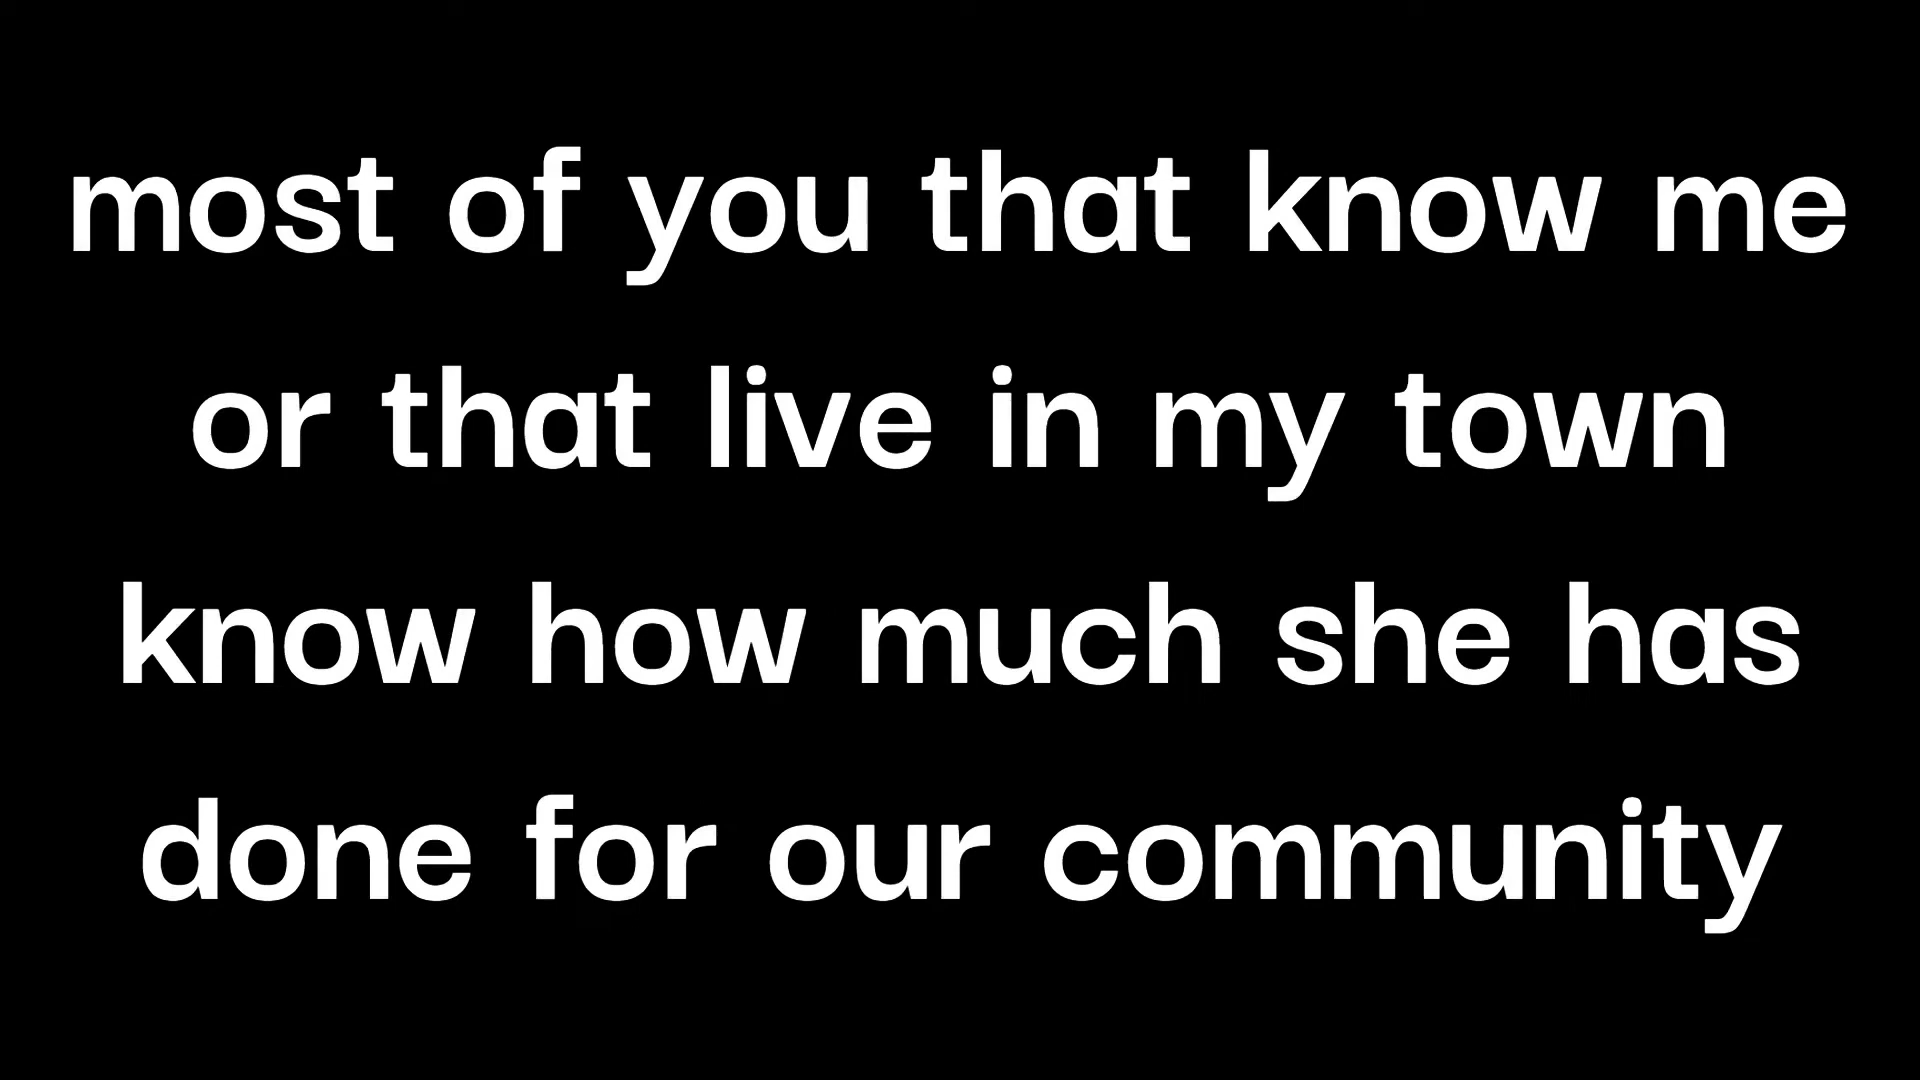 most of you that know me
or that live in my town
know how much she has
done for our community